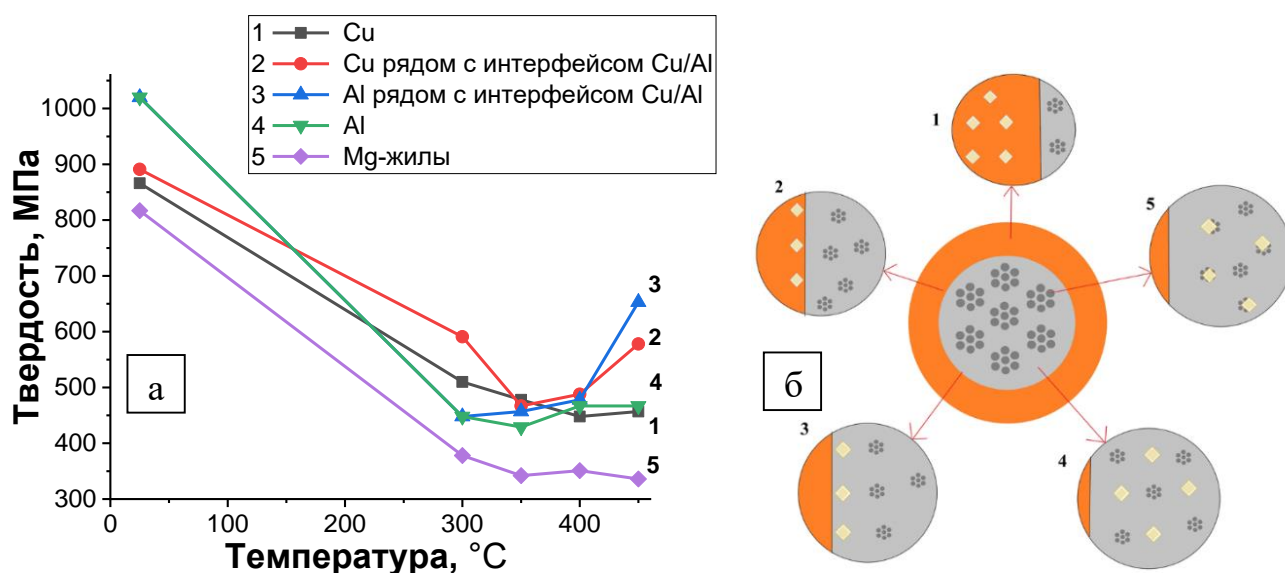 1 Cu
2 Cu рядом с интерфейсом Cu/Al
3 Al рядом с интерфейсом Cu/Al
4 Al
5 Mg-жилы
Твердость, МПа
1000
900
800
700
600
500
400
300
0
100
200
300
400
Температура, °C
а
3
2
4
1
5
б
1
2
5
3
4